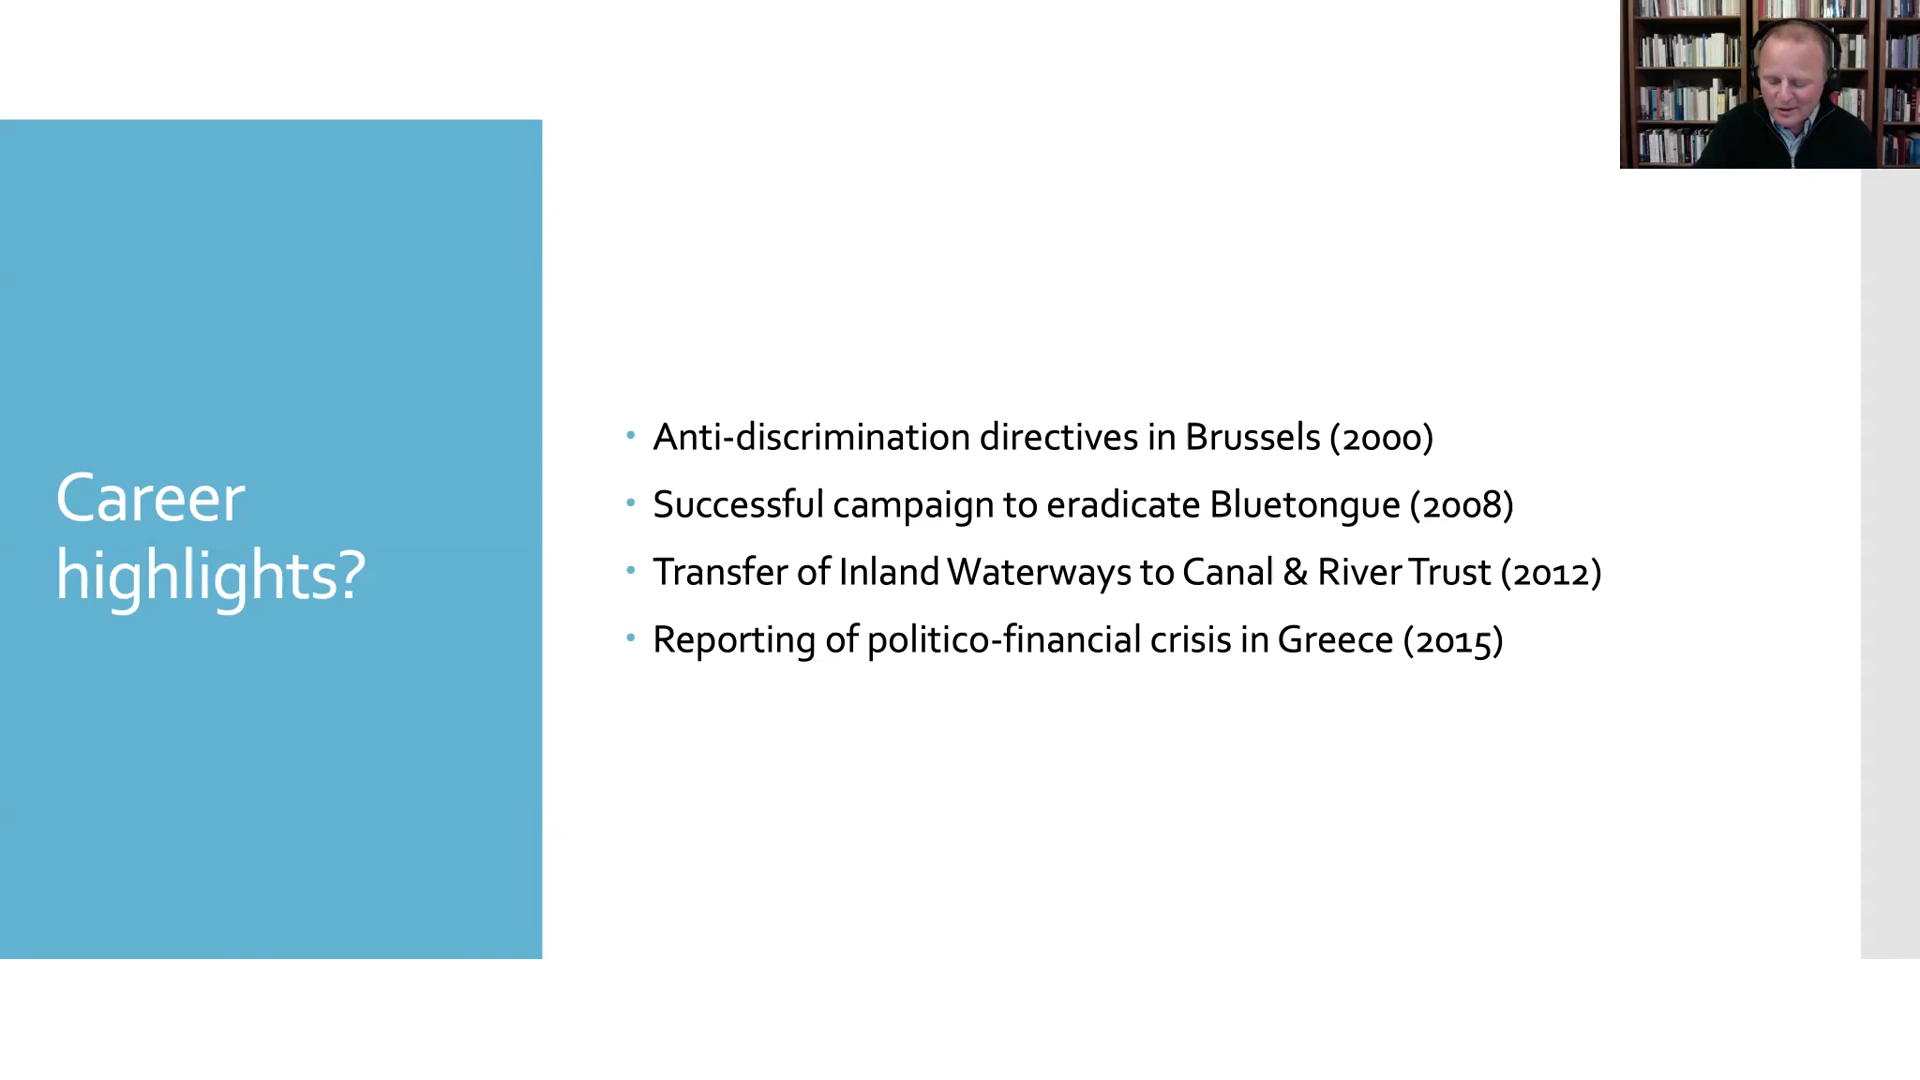 Career
highlights?
• Anti-discrimination directives in Brussels (2000)
• Successful campaign to eradicate Bluetongue (2008)
• Transfer of Inland Waterways to Canal & River Trust (2012)
• Reporting of politico-financial crisis in Greece (2015)